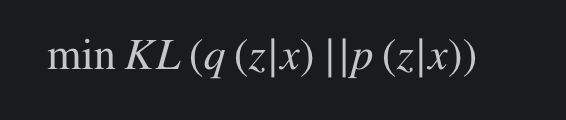 min KL (q (z|x) ||p (z|x))